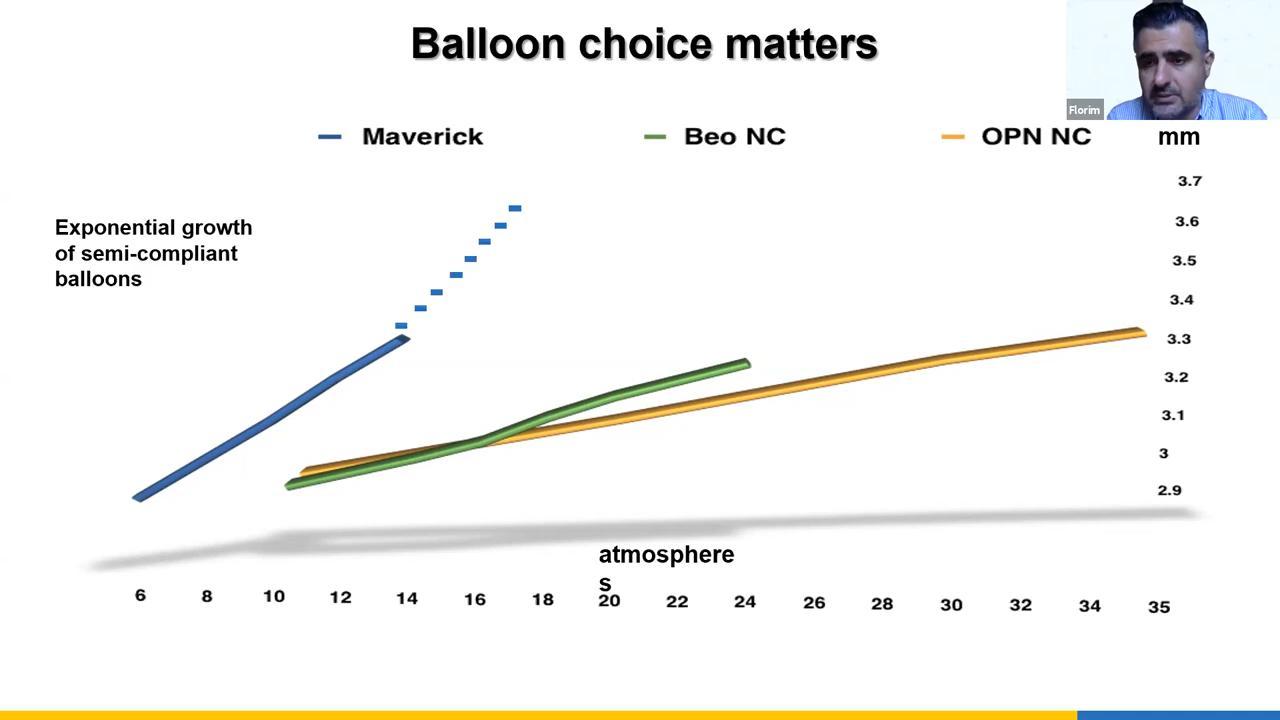 Balloon choice matters
Florim
Maverick
Beo NC
OPN NC
mm
3.7
Exponential growth
of semi-compliant
balloons
3.6
3.5
3.4
3.3
3.2
3.1
3
2.9
atmosphere
s
6 8 10 12 14 16 18 20 22 24 26 28 30 32 34 35